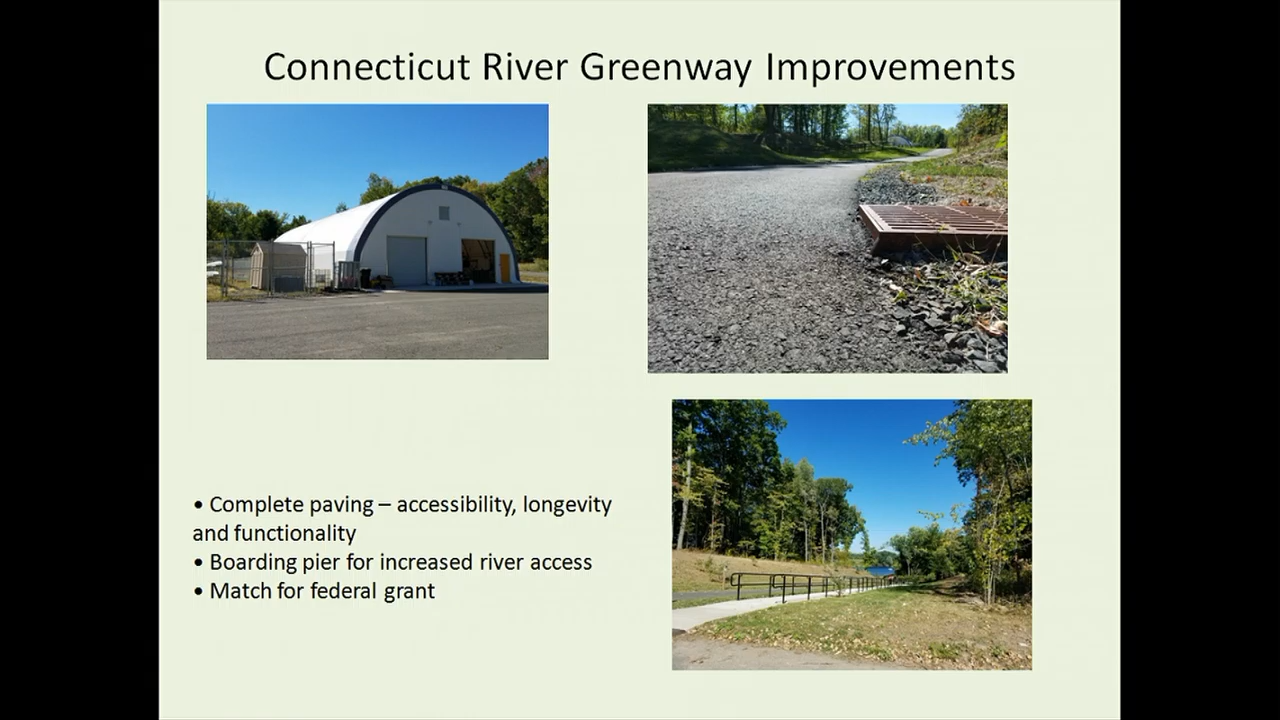 Connecticut River Greenway Improvements
• Complete paving – accessibility, longevity
and functionality
• Boarding pier for increased river access
• Match for federal grant